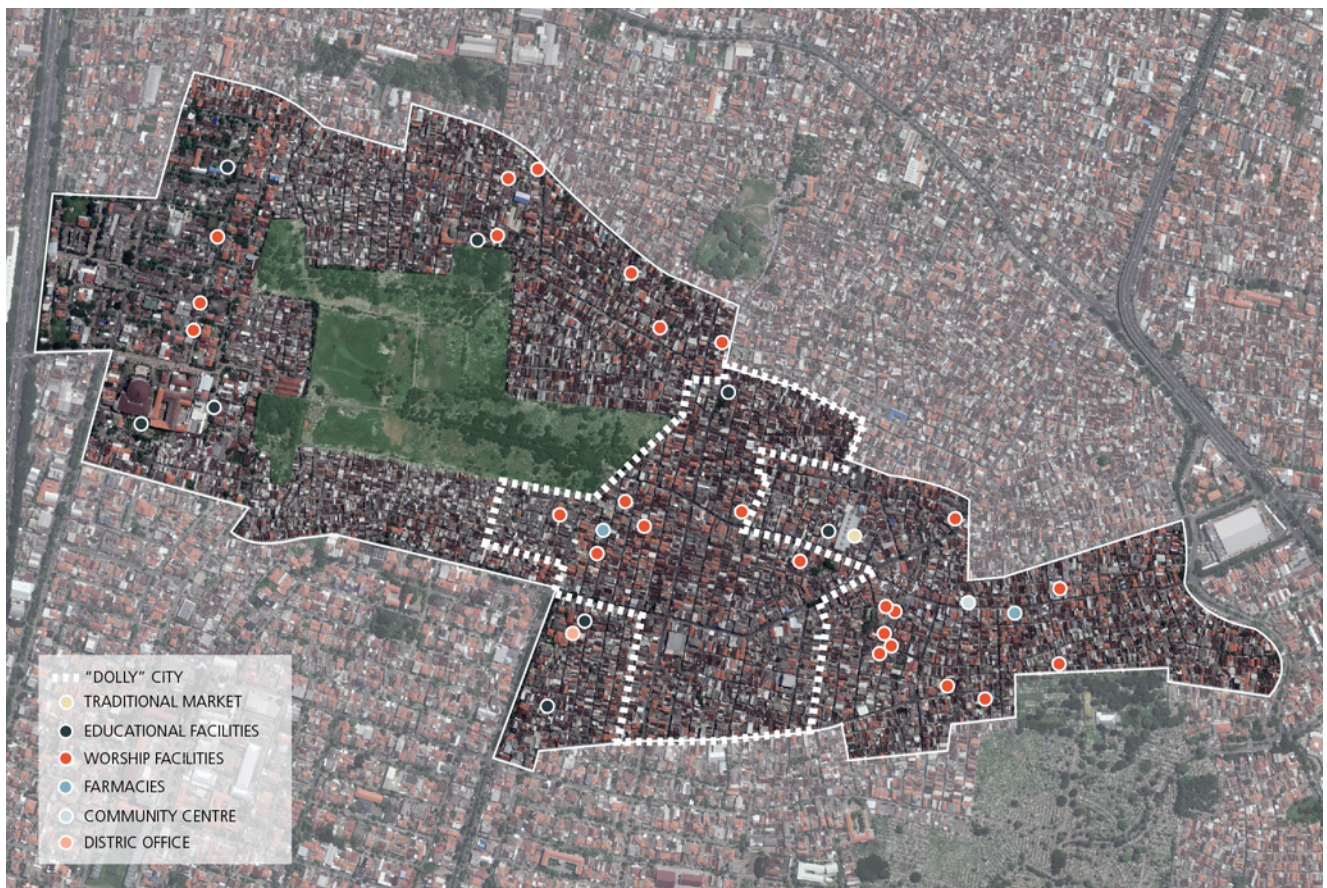 "DOLLY" CITY
TRADITIONAL MARKET
EDUCATIONAL FACILITIES
WORSHIP FACILITIES
FARMACIES
COMMUNITY CENTRE
DISTRIC OFFICE